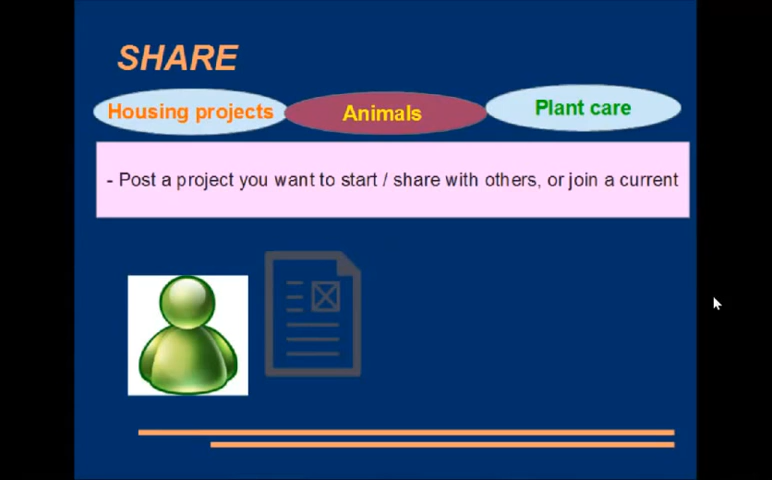 SHARE
Housing projects
Animals
Plant care
- Post a project you want to start / share with others, or join a current